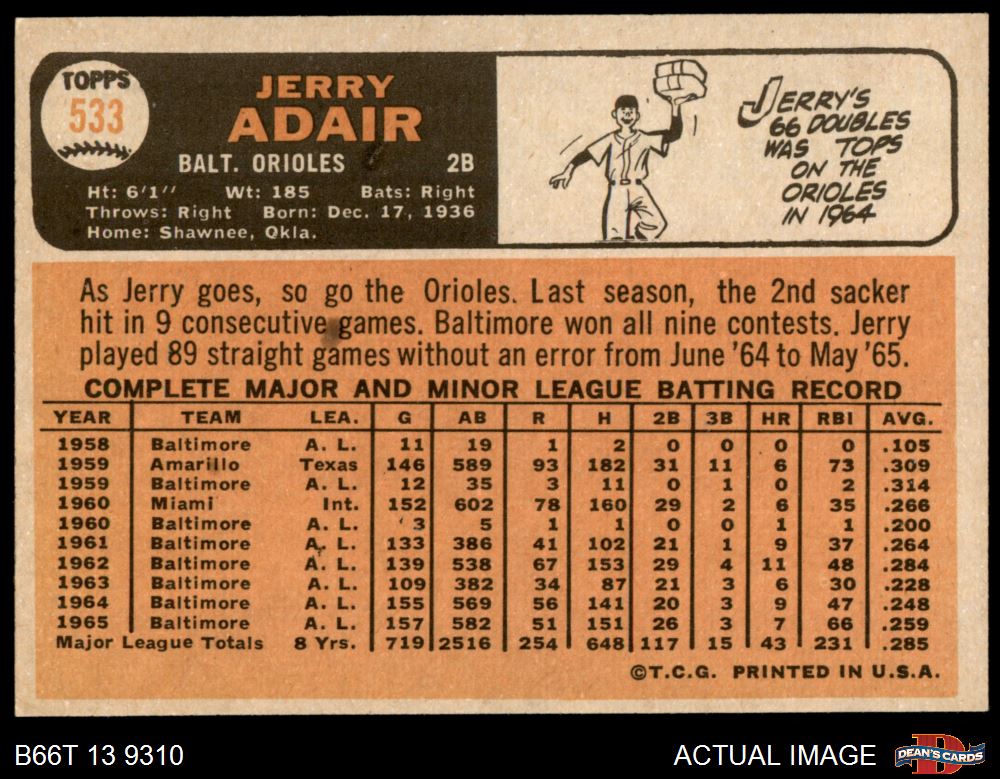 TOPPS
533
JERRY
ADAIR
BALT. ORIOLES 2B
Ht: 6'1" Wt: 185 Bats: Right
Throws: Right Born: Dec. 17, 1936
Home: Shawnee, Okla.
JERRY'S
66 DOUBLES
WAS TOPS
ON THE
ORIOLES
IN 1964
As Jerry goes, so go the Orioles. Last season, the 2nd sacker
hit in 9 consecutive games. Baltimore won all nine contests. Jerry
played 89 straight games without an error from June '64 to May '65.
COMPLETE MAJOR AND MINOR LEAGUE BATTING RECORD
YEAR TEAM LEA. G AB R H 2B 3B HR RBI AVG.
1958 Baltimore A. L. 11 19 1 2 0 0 0 0 .105
1959 Amarillo Texas 146 589 93 182 31 11 6 73 .309
1959 Baltimore A. L. 12 35 3 11 0 1 0 2 .314
1960 Miami Int. 152 602 78 160 29 2 6 35 .266
1960 Baltimore A. L. 3 5 1 1 0 0 1 1 .200
1961 Baltimore A. L. 133 386 41 102 21 1 9 37 .264
1962 Baltimore A. L. 139 538 67 153 29 4 11 48 .284
1963 Baltimore A. L. 109 382 34 87 21 3 6 30 .228
1964 Baltimore A. L. 155 569 56 141 20 3 9 47 .248
1965 Baltimore A. L. 157 582 51 151 26 3 7 66 .259
Major League Totals 8 Yrs. 719 2516 254 648 117 15 43 231 .285
©T.C.G. PRINTED IN U.S.A.
B66T 13 9310 ACTUAL IMAGE DEAN'S CARDS